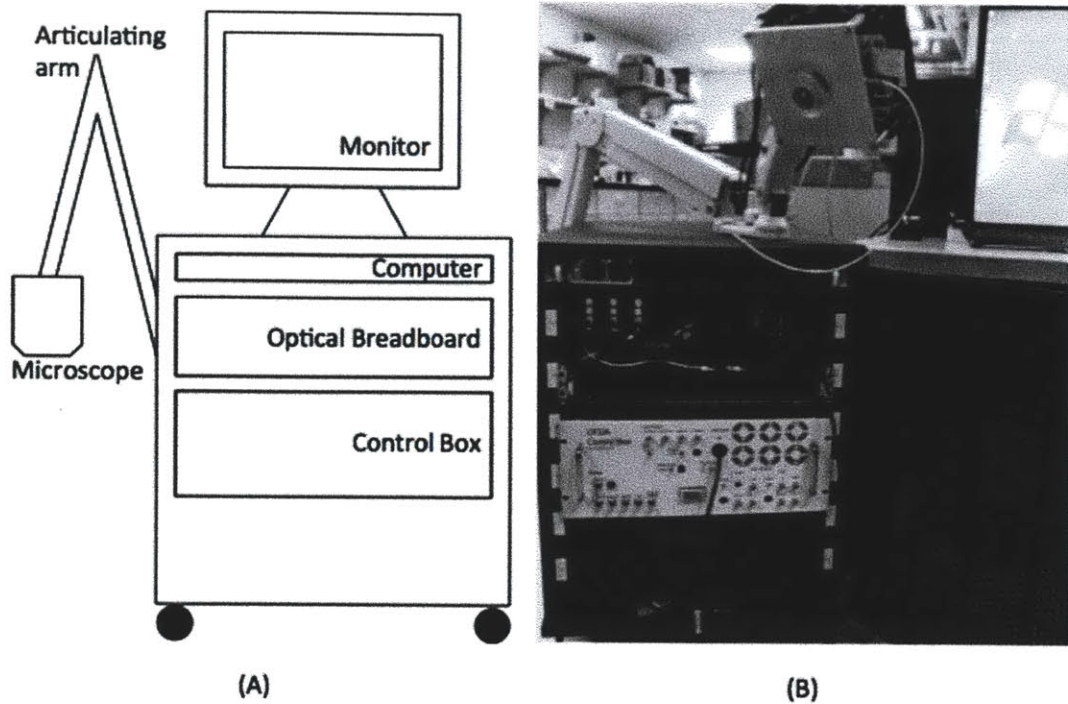 Articulating
arm
Monitor
Computer
Optical Breadboard
Microscope
Control Box
(A)
(B)